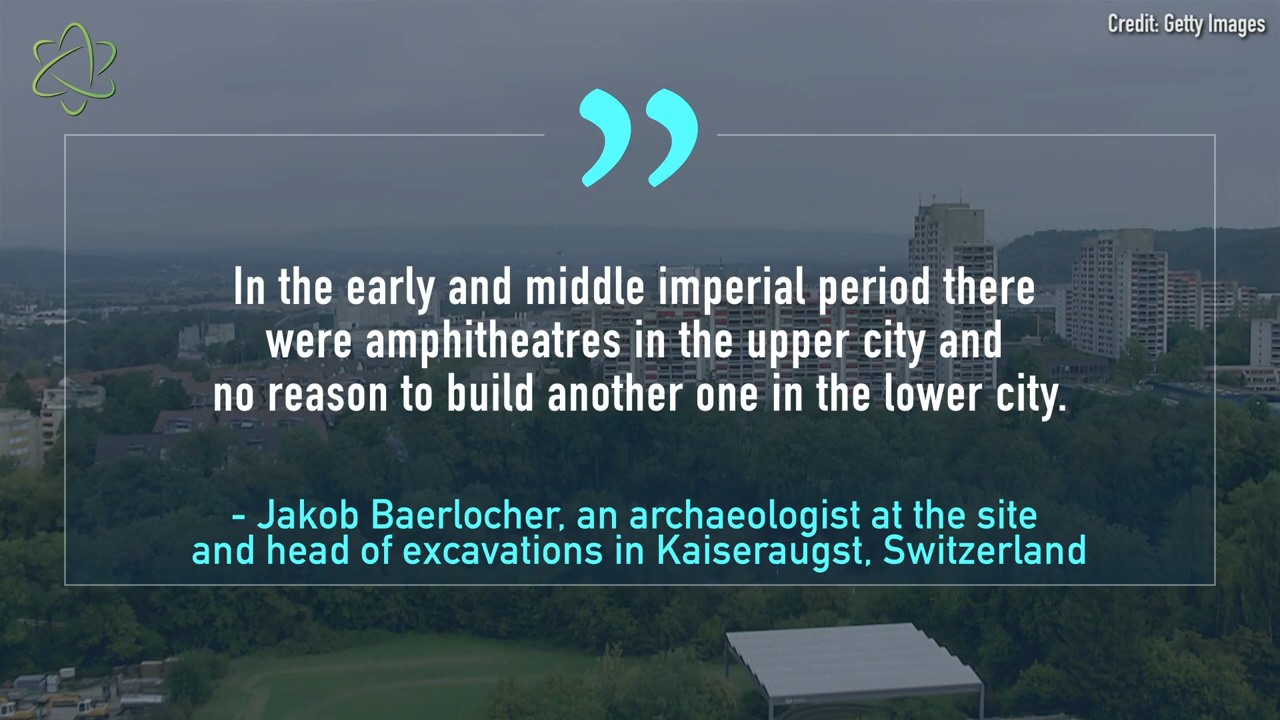 Credit: Getty Images
”
In the early and middle imperial period there
were amphitheatres in the upper city and
no reason to build another one in the lower city.
- Jakob Baerlocher, an archaeologist at the site
and head of excavations in Kaiseraugst, Switzerland